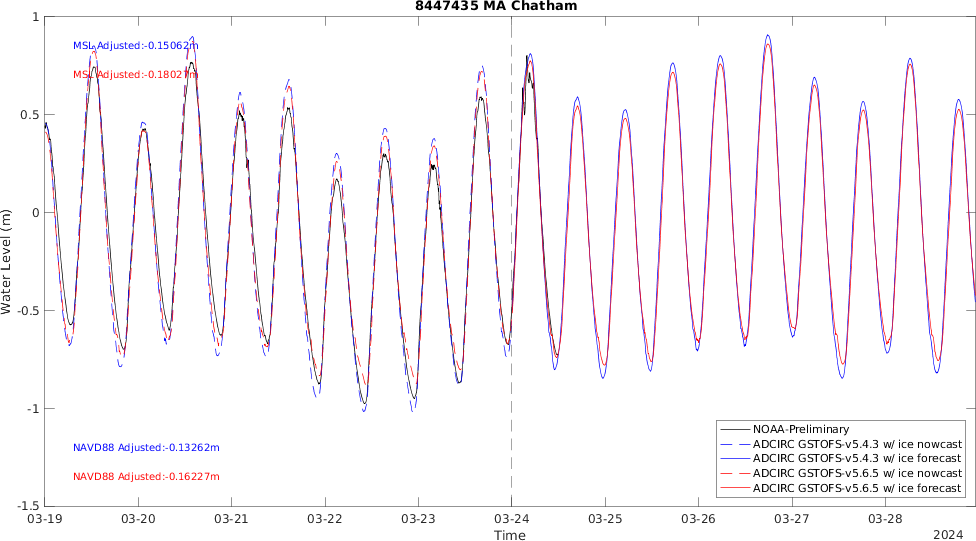 8447435 MA Chatham
1
0.5
0
-0.5
-1
-1.5
Water Level (m)
MSL Adjusted:-0.15062m
MSL Adjusted:-0.18027m
NAVD88 Adjusted:-0.13262m
NAVD88 Adjusted:-0.16227m
NOAA-Preliminary
ADCIRC GSTOFS-v5.4.3 w/ ice nowcast
ADCIRC GSTOFS-v5.4.3 w/ ice forecast
ADCIRC GSTOFS-v5.6.5 w/ ice nowcast
ADCIRC GSTOFS-v5.6.5 w/ ice forecast
03-19 03-20 03-21 03-22 03-23 03-24 03-25 03-26 03-27 03-28
Time
2024